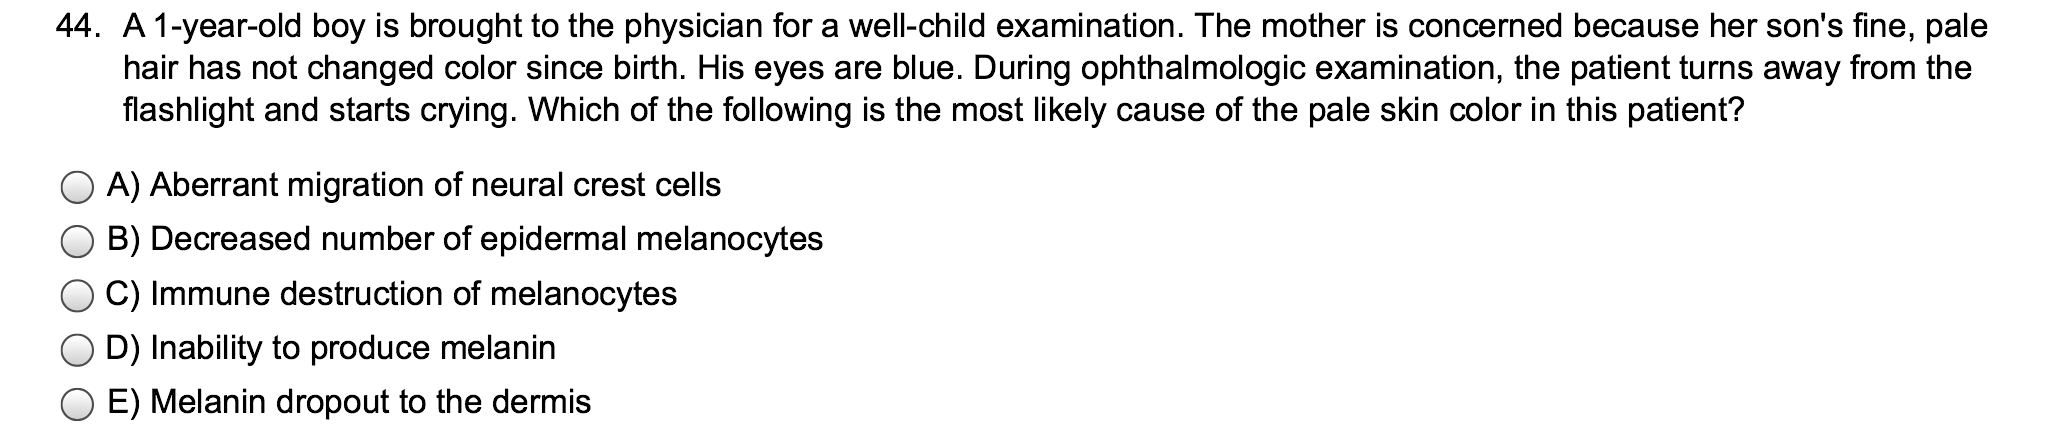 44. A 1-year-old boy is brought to the physician for a well-child examination. The mother is concerned because her son's fine, pale
hair has not changed color since birth. His eyes are blue. During ophthalmologic examination, the patient turns away from the
flashlight and starts crying. Which of the following is the most likely cause of the pale skin color in this patient?
A) Aberrant migration of neural crest cells
B) Decreased number of epidermal melanocytes
C) Immune destruction of melanocytes
D) Inability to produce melanin
E) Melanin dropout to the dermis